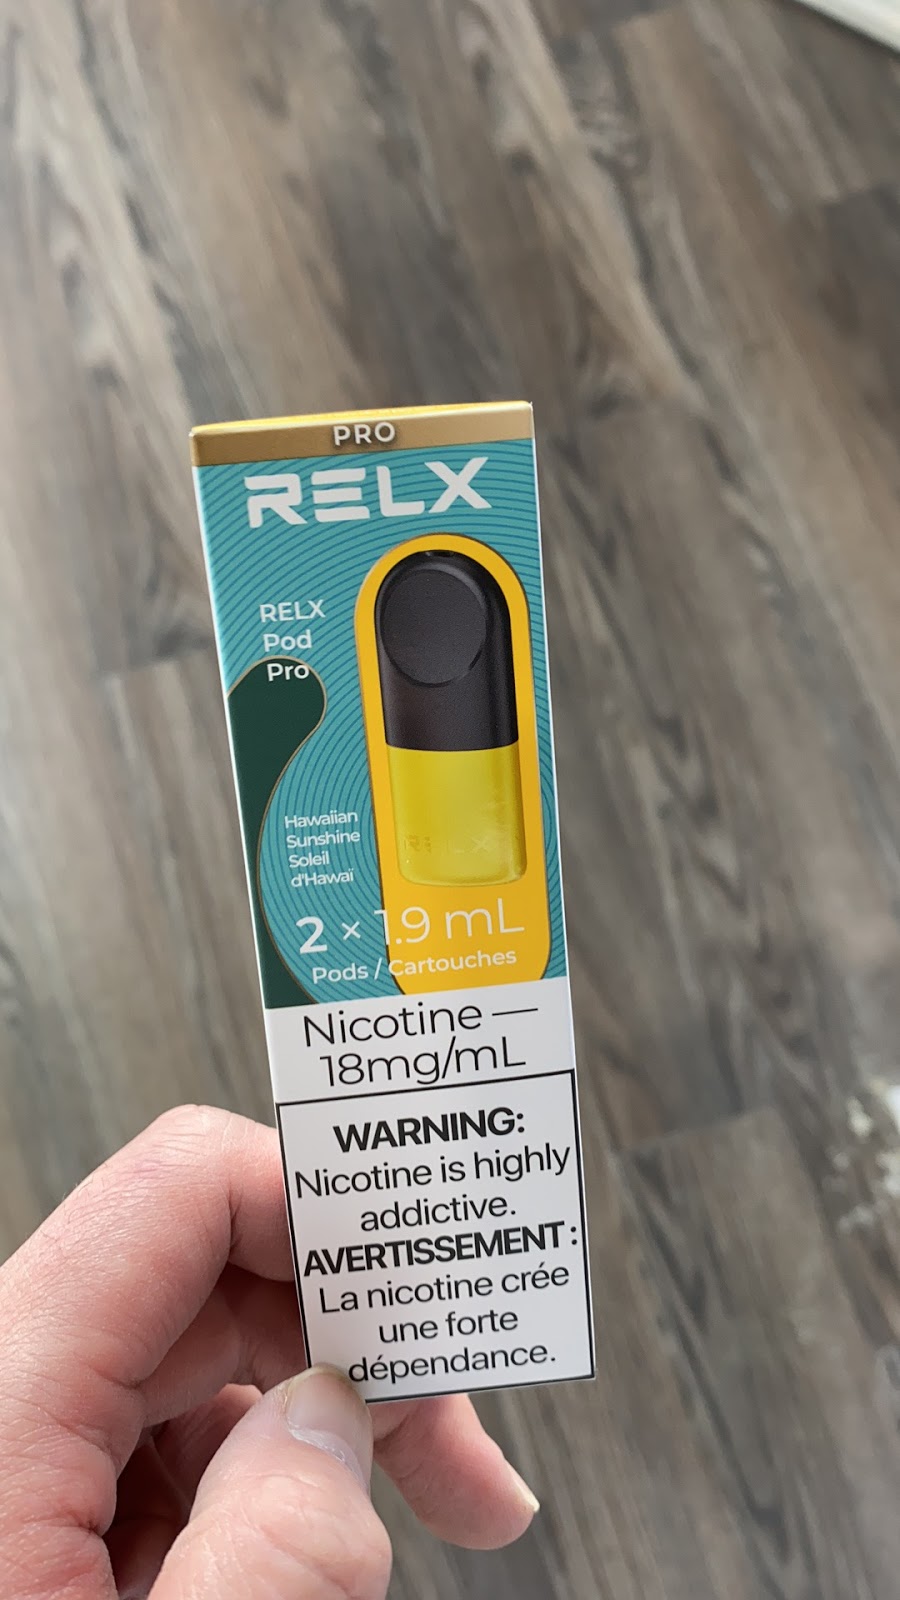 PRO
RELX
RELX
Pod
Pro
Hawaiian
Sunshine
Soleil
d'Hawaï
2 × 1.9 mL
Pods / Cartouches
Nicotine —
18mg/mL
WARNING:
Nicotine is highly
addictive.
AVERTISSEMENT :
La nicotine crée
une forte
dépendance.
RELX